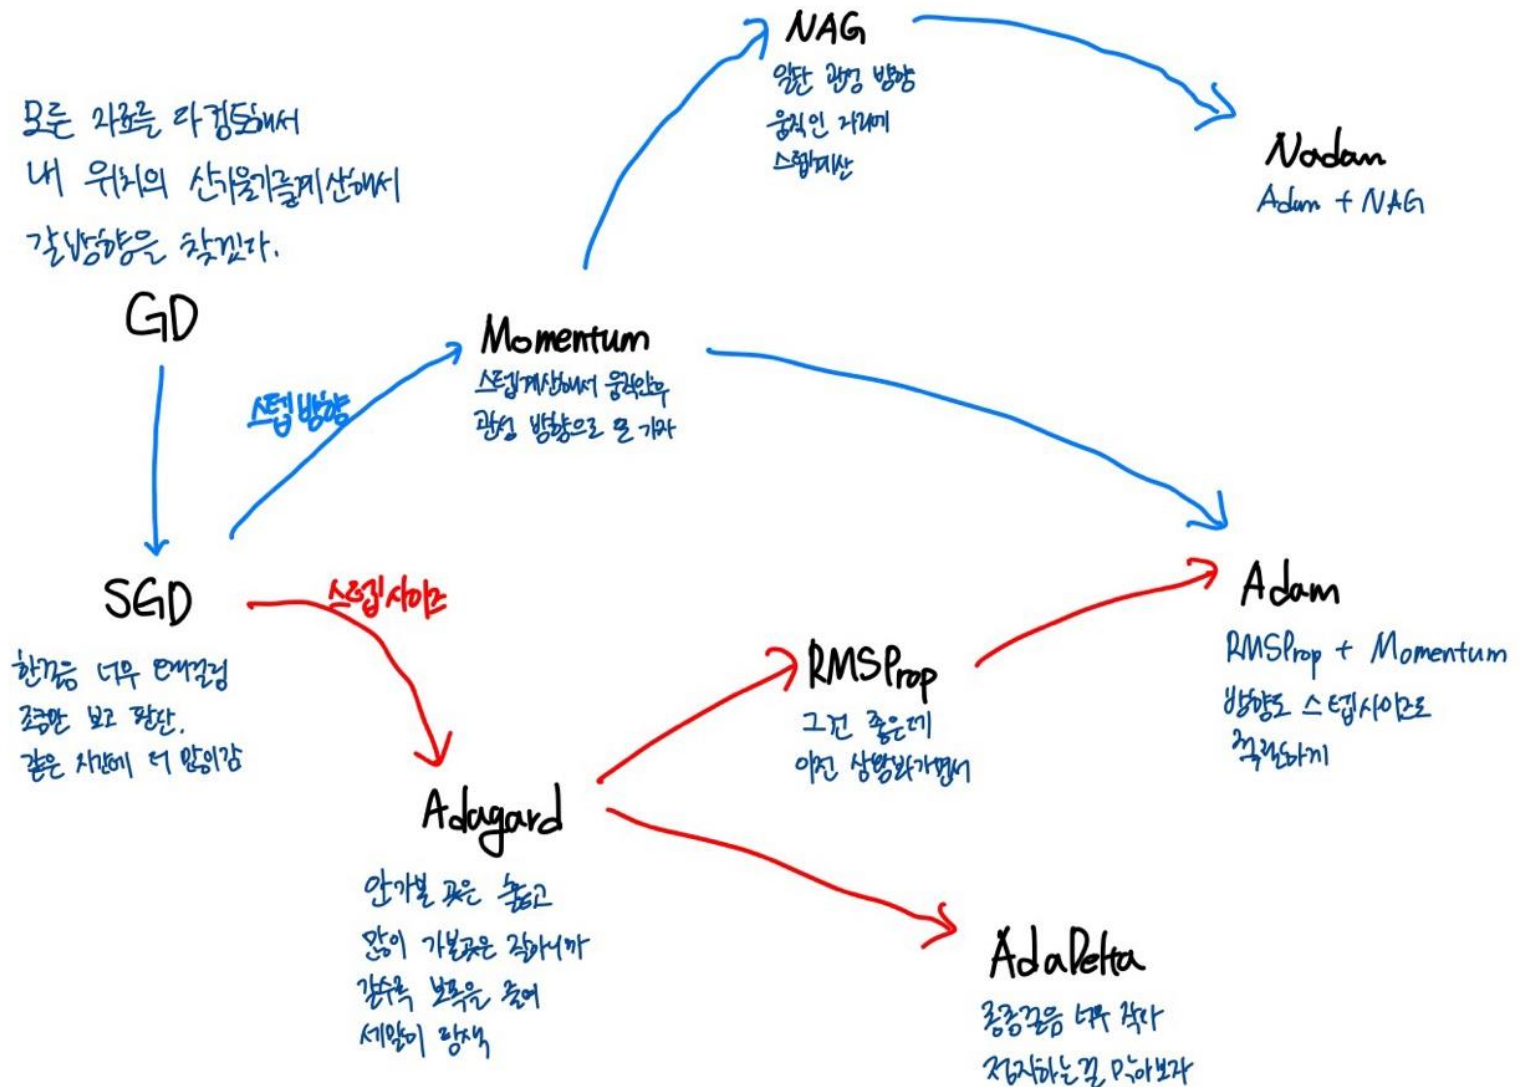 모든 자료를 다 검토해서
내 위치의 산기울기를 계산해서
갈 방향을 찾겠다.
GD
스텝 방향
SGD
한걸음 너무 오래걸림
조금만 보고 판단.
같은 시간에 더 많이감
Momentum
스텝 계산해서 움직인후
관성 방향으로 또 가자
NAG
일단 관성 방향
움직인 자리에
스텝계산
Nadam
Adam + NAG
스텝 사이즈
Adagard
안가본 곳은 훑고
많이 가본곳은 잘아니까
갈수록 보폭을 줄여
세밀히 탐색
RMSProp
그건 좋은데
이전 상황봐가면서
AdaDelta
종종걸음 너무 작아
정지하는걸 막아보자
Adam
RMSProp + Momentum
방향도 스텝사이즈도
적절하게